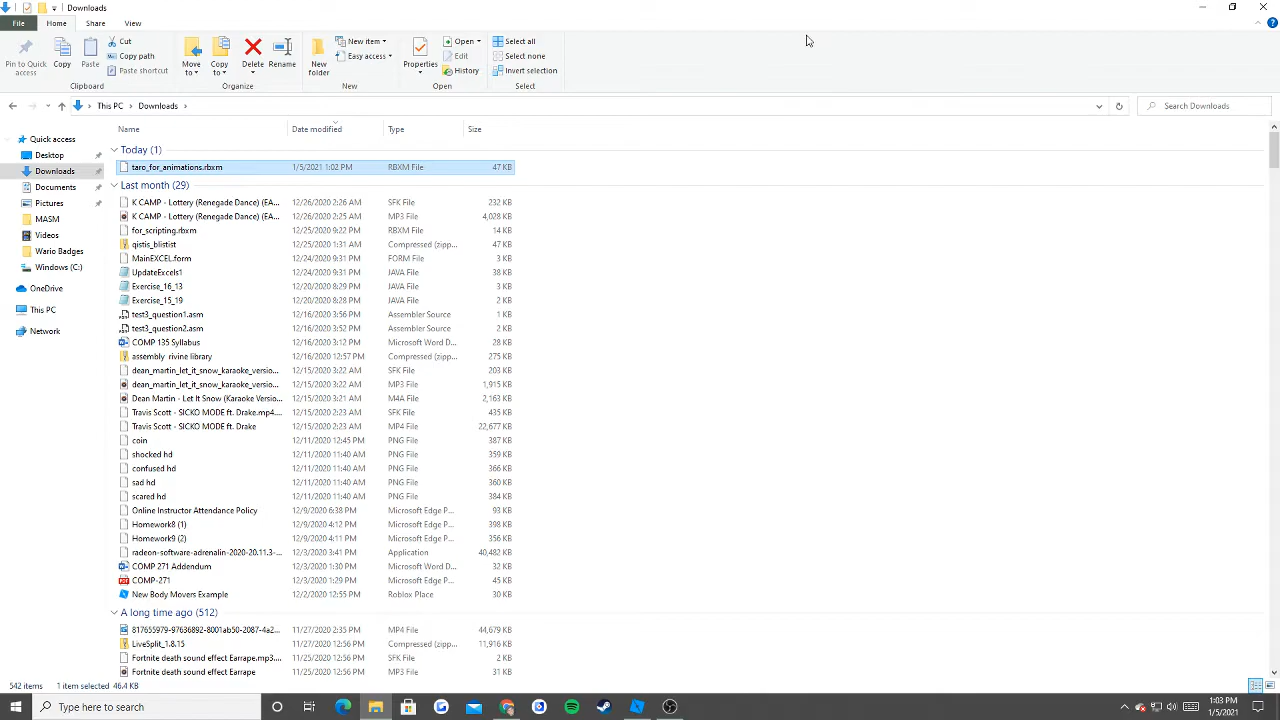 Downloads
File Home Share View
Pin to Quick access
Copy
Paste
Cut
Copy path
Paste shortcut
Clipboard
Move to
Copy to
Delete
Rename
Organize
New folder
New item
Easy access
New
Properties
Open
Edit
History
Open
Select all
Select none
Invert selection
Select
This PC Downloads
Search Downloads
Quick access
Desktop
Downloads
Documents
Pictures
MASM
Videos
Wario Badges
Windows (C:)
OneDrive
This PC
Network
Name Date modified Type Size
Today (1)
taro_for_animations.rbxm 1/5/2021 1:02 PM RBXM File 47 KB
Last month (29)
K CAMP - Lottery (Renegade Dance) (EA... 12/26/2020 2:26 AM SFK File 232 KB
K CAMP - Lottery (Renegade Dance) (EA... 12/26/2020 2:25 AM MP3 File 4,028 KB
for_scripting.rbxm 12/25/2020 9:22 PM RBXM File 14 KB
qistis_blistist 12/25/2020 1:31 AM Compressed (zipp... 47 KB
MainEXCEL.form 12/24/2020 9:31 PM FORM File 3 KB
UpdateExcels1 12/24/2020 9:31 PM JAVA File 38 KB
Exercise_16_13 12/20/2020 8:29 PM JAVA File 3 KB
Exercise_15_19 12/20/2020 8:28 PM JAVA File 2 KB
test3_question1.asm 12/16/2020 3:56 PM Assembler Source 1 KB
test3_question2.asm 12/16/2020 3:52 PM Assembler Source 2 KB
COMP 135 Syllabus 12/16/2020 3:12 PM Microsoft Word D... 28 KB
assembly rivine library 12/16/2020 12:57 PM Compressed (zipp... 275 KB
dean_martin_let_it_snow_karaoke_versio... 12/15/2020 3:22 AM SFK File 203 KB
dean_martin_let_it_snow_karaoke_versio... 12/15/2020 3:22 AM MP3 File 1,915 KB
Dean Martin - Let It Snow (Karaoke Version... 12/15/2020 3:21 AM M4A File 2,163 KB
Travis Scott - SICKO MODE ft. Drake.mp4.... 12/15/2020 2:23 AM SFK File 435 KB
Travis Scott - SICKO MODE ft. Drake 12/15/2020 2:23 AM MP4 File 22,677 KB
coin 12/11/2020 12:45 PM PNG File 387 KB
shocked hd 12/11/2020 11:40 AM PNG File 359 KB
confused hd 12/11/2020 11:40 AM PNG File 366 KB
sad hd 12/11/2020 11:40 AM PNG File 360 KB
scared hd 12/11/2020 11:40 AM PNG File 384 KB
Online Instructor Attendance Policy 12/9/2020 6:38 PM Microsoft Edge P... 93 KB
Homework8 (1) 12/9/2020 4:12 PM Microsoft Edge P... 398 KB
Homework9 (2) 12/9/2020 4:11 PM Microsoft Edge P... 356 KB
radeon-software-adrenalin-2020-20.11.3-... 12/3/2020 3:41 PM Application 40,482 KB
COMP 271 Addendum 12/3/2020 1:30 PM Microsoft Word D... 32 KB
COMP-271 12/3/2020 1:29 PM Microsoft Edge P... 45 KB
New Body Movers Example 12/2/2020 12:55 PM Roblox Place 30 KB
A long time ago (512)
817655979-97636892-8001ab50-2087-4a2... 11/27/2020 2:35 PM MP4 File 44,679 KB
LiveSplit_1.8.15 11/27/2020 12:56 PM Compressed (zipp... 11,916 KB
Fortnite death sound effect Earrape.mp3.... 11/25/2020 12:56 PM SFK File 2 KB
Fortnite death sound effect Earrape 11/25/2020 12:56 PM MP3 File 31 KB
542 items 1 item selected 46.4 KB
Type here to search
1:03 PM
1/5/2021